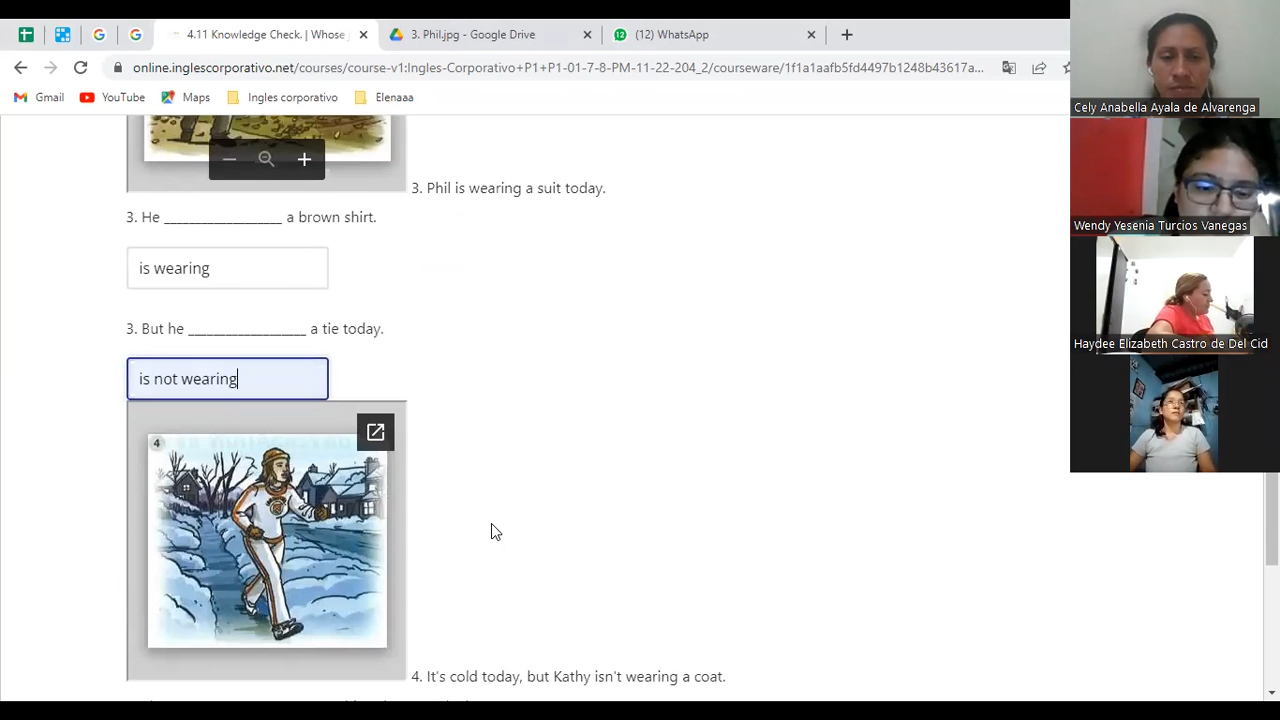 4.11 Knowledge Check. | Whose
3. Phil.jpg - Google Drive
(12) WhatsApp
online.inglescorporativo.net/courses/course-v1:Ingles-Corporativo+P1+P1-01-7-8-PM-11-22-204_2/courseware/1f1a1aafb5fd4497b1248b43617a...
Gmail
YouTube
Maps
Ingles corporativo
Elenaaa
Cely Anabella Ayala de Alvarenga
Wendy Yesenia Turcios Vanegas
Haydee Elizabeth Castro de Del Cid
3. Phil is wearing a suit today.
3. He ___________________ a brown shirt.
is wearing
3. But he ___________________ a tie today.
is not wearing
4
4. It's cold today, but Kathy isn't wearing a coat.